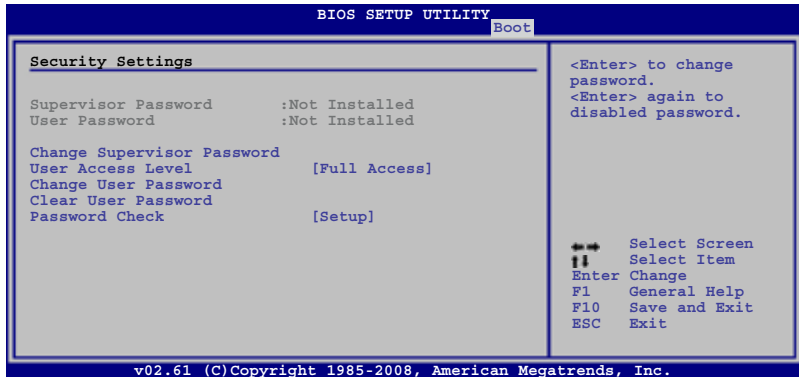 BIOS SETUP UTILITY
Boot
Security Settings
Supervisor Password :Not Installed
User Password :Not Installed
Change Supervisor Password
User Access Level [Full Access]
Change User Password
Clear User Password
Password Check [Setup]
<Enter> to change
password.
<Enter> again to
disabled password.
←→ Select Screen
↑↓ Select Item
Enter Change
F1 General Help
F10 Save and Exit
ESC Exit
v02.61 (C)Copyright 1985-2008, American Megatrends, Inc.